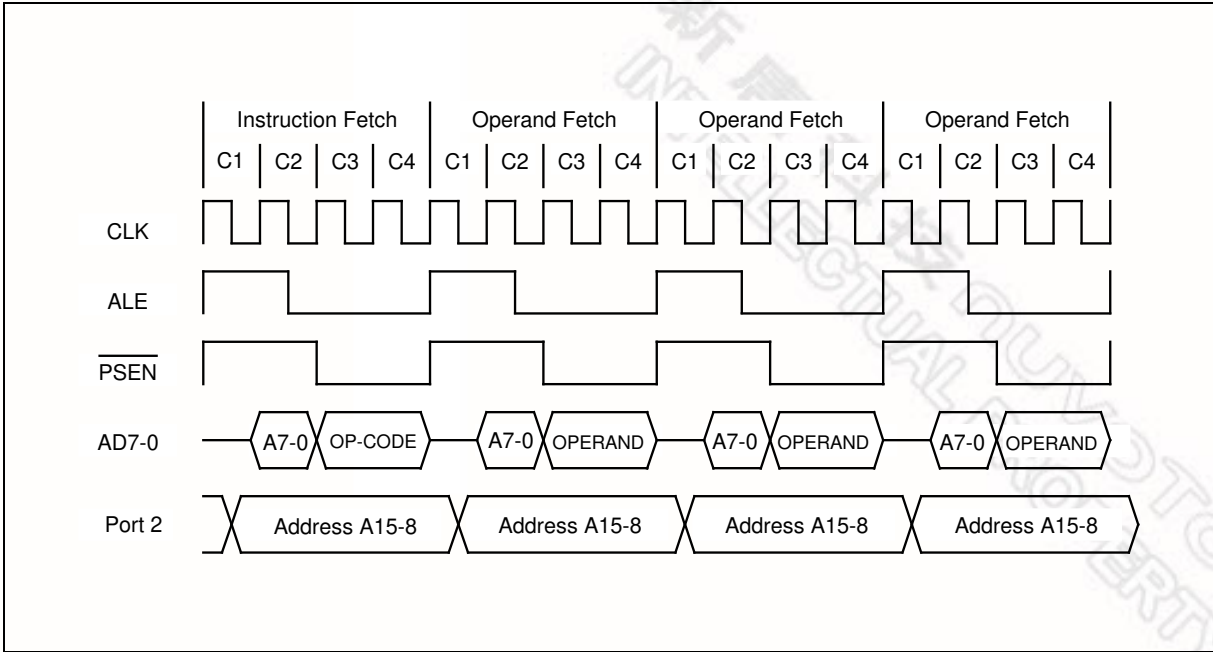 Instruction Fetch Operand Fetch Operand Fetch Operand Fetch
C1 C2 C3 C4 C1 C2 C3 C4 C1 C2 C3 C4 C1 C2 C3 C4
CLK
ALE
PSEN
AD7-0 A7-0 OP-CODE A7-0 OPERAND A7-0 OPERAND A7-0 OPERAND
Port 2 Address A15-8 Address A15-8 Address A15-8 Address A15-8
INTELLECTUAL PROPERTY